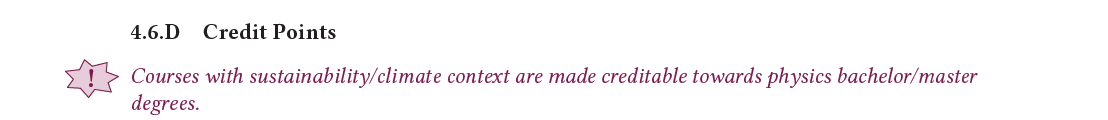 4.6.D Credit Points
! Courses with sustainability/climate context are made creditable towards physics bachelor/master
degrees.